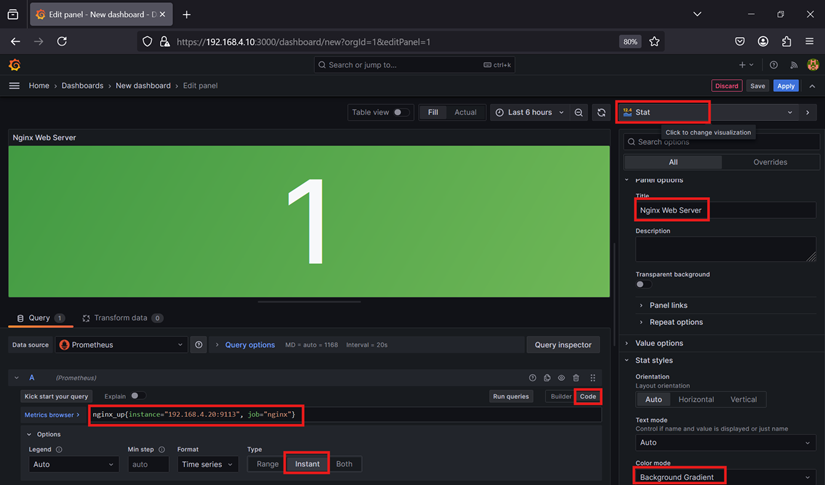 Edit panel - New dashboard - D
https://192.168.4.10:3000/dashboard/new?orgId=1&editPanel=1
80%
Search or jump to...
ctrl+k
Home > Dashboards > New dashboard > Edit panel
Discard
Save
Apply
Table view
Fill
Actual
Last 6 hours
Stat
Click to change visualization
Search options
All
Overrides
Nginx Web Server
1
Panel options
Title
Nginx Web Server
Description
Transparent background
Panel links
Repeat options
Value options
Stat styles
Orientation
Layout orientation
Auto
Horizontal
Vertical
Text mode
Control if name and value is displayed or just name
Auto
Color mode
Background Gradient
Query 1
Transform data 0
Data source
Prometheus
Query options
MD = auto = 1168
Interval = 20s
Query inspector
A
(Prometheus)
Kick start your query
Explain
Run queries
Builder
Code
Metrics browser >
nginx_up{instance="192.168.4.20:9113", job="nginx"}
Options
Legend
Min step
Format
Type
Auto
auto
Time series
Range
Instant
Both